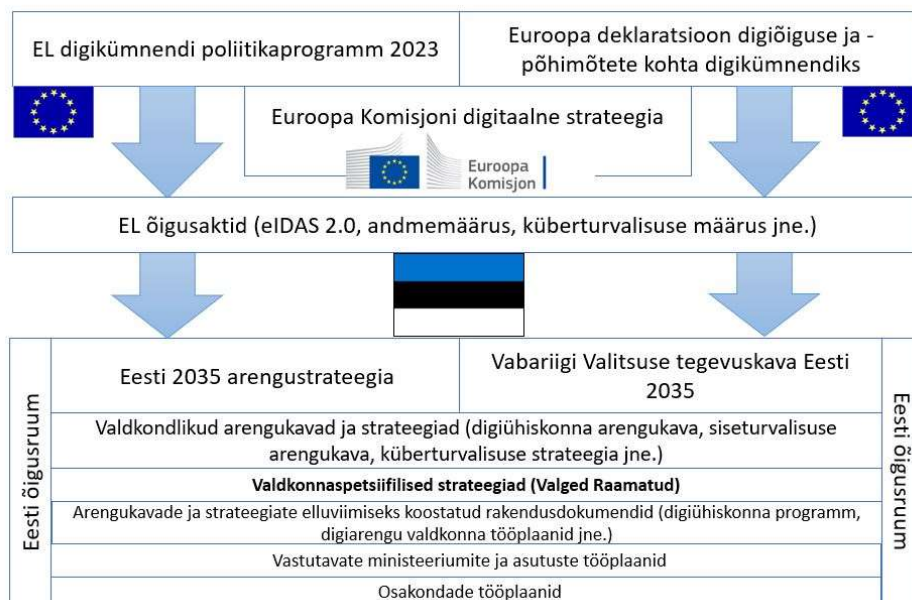 EL digikümnendi poliitikaprogramm 2023
Euroopa deklaratsioon digiõiguse ja -
põhimõtete kohta digikümnendiks
Euroopa Komisjoni digitaalne strateegia
Euroopa
Komisjon
EL õigusaktid (eIDAS 2.0, andmemäärus, küberturvalisuse määrus jne.)
Eesti õigusruum
Eesti 2035 arengustrateegia
Vabariigi Valitsuse tegevuskava Eesti
2035
Eesti õigusruum
Valdkondlikud arengukavad ja strateegiad (digiühiskonna arengukava, siseturvalisuse
arengukava, küberturvalisuse strateegia jne.)
Valdkonnaspetsiifilised strateegiad (Valged Raamatud)
Arengukavade ja strateegiate elluviimiseks koostatud rakendusdokumendid (digiühiskonna programm,
digiarengu valdkonna tööplaanid jne.)
Vastutavate ministeeriumite ja asutuste tööplaanid
Osakondade tööplaanid